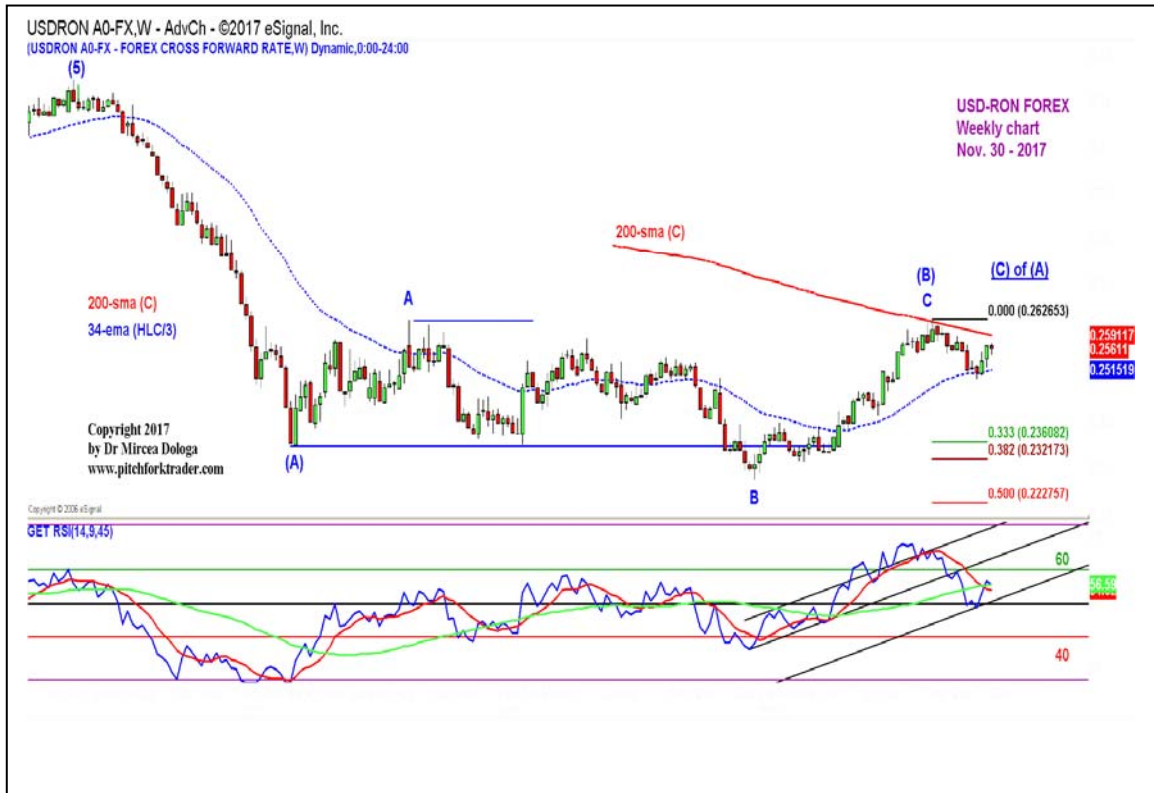 USDRON A0-FX,W - AdvCh - ©2017 eSignal, Inc.
(USDRON A0-FX - FOREX CROSS FORWARD RATE,W) Dynamic,0:00-24:00
(5)
USD-RON FOREX
Weekly chart
Nov. 30 - 2017
200-sma (C)
(B)
C
(C) of (A)
A
200-sma (C)
34-ema (HLC/3)
0.000 (0.262653)
0.259117
0.25611
0.251519
Copyright 2017
by Dr Mircea Dologa
www.pitchforktrader.com
(A)
B
0.333 (0.236082)
0.382 (0.232173)
0.500 (0.222757)
Copyright © 2006 eSignal
GET RSI(14,9,45)
60
56.59
40